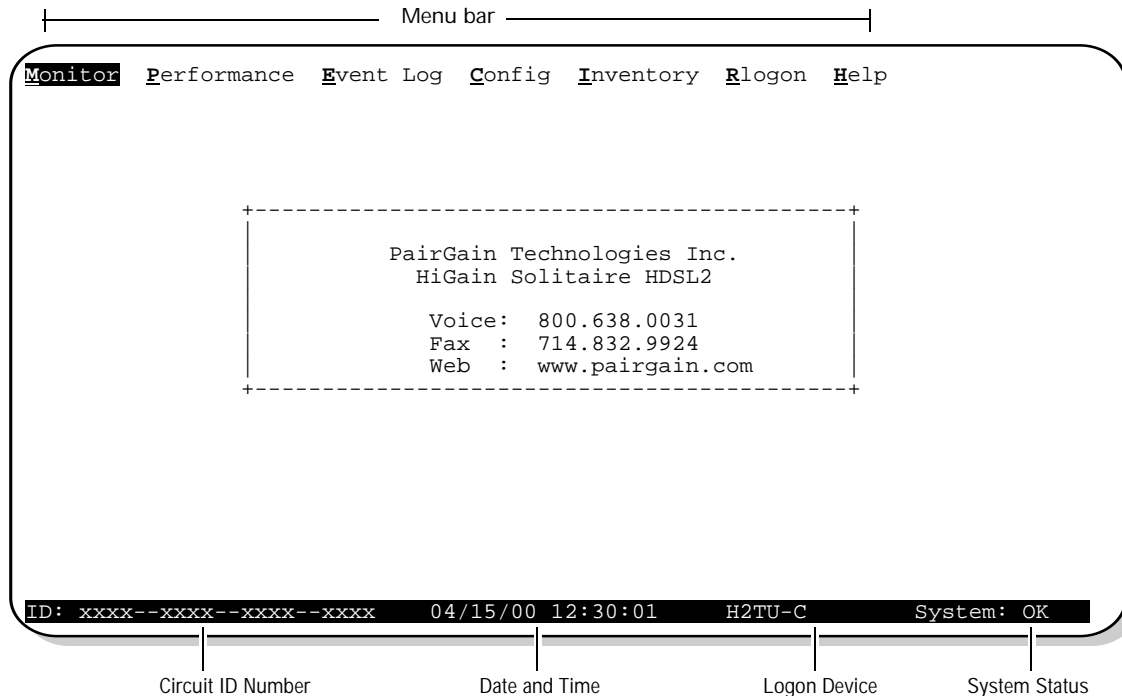 Menu bar
Monitor Performance Event Log Config Inventory Rlogon Help
+--------------------------------------------+
PairGain Technologies Inc.
HiGain Solitaire HDSL2
Voice: 800.638.0031
Fax : 714.832.9924
Web : www.pairgain.com
+--------------------------------------------+
ID: xxxx--xxxx--xxxx--xxxx 04/15/00 12:30:01 H2TU-C System: OK
Circuit ID Number Date and Time Logon Device System Status